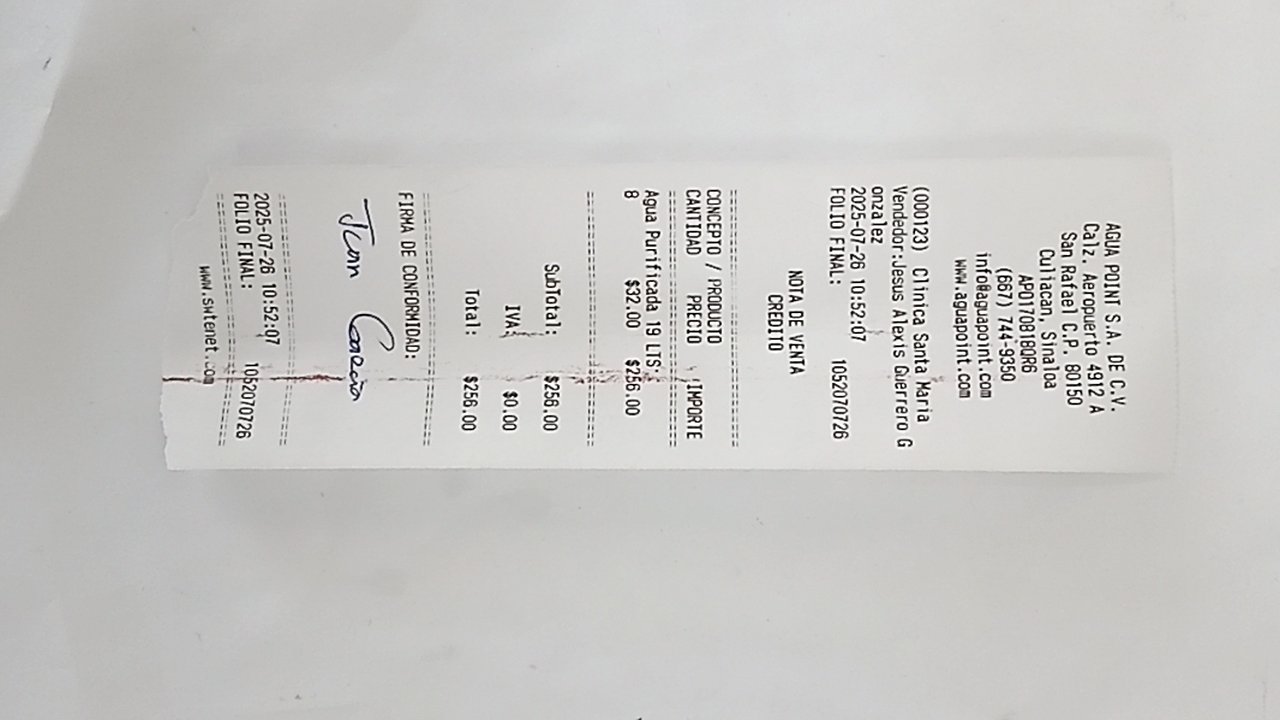 AGUA POINT S.A. DE C.V.
Calz. Aeropuerto 4912 A
San Rafael C.P. 80150
Culiacan, Sinaloa
APO170818QR6
(667) 744-9350
info@aguapoint.com
www.aguapoint.com
(000123) Clinica Santa Maria
Vendedor:Jesus Alexis Guerrero G
onzalez
2025-07-26 10:52:07
FOLIO FINAL: 1052070726
NOTA DE VENTA
CREDITO
CONCEPTO / PRODUCTO
CANTIDAD PRECIO IMPORTE
Agua Purificada 19 LTS.
8 $32.00 $256.00
SubTotal: $256.00
IVA: $0.00
Total: $256.00
FIRMA DE CONFORMIDAD:
Juan Garcia
2025-07-26 10:52:07
FOLIO FINAL: 1052070726
www.swtenet.com